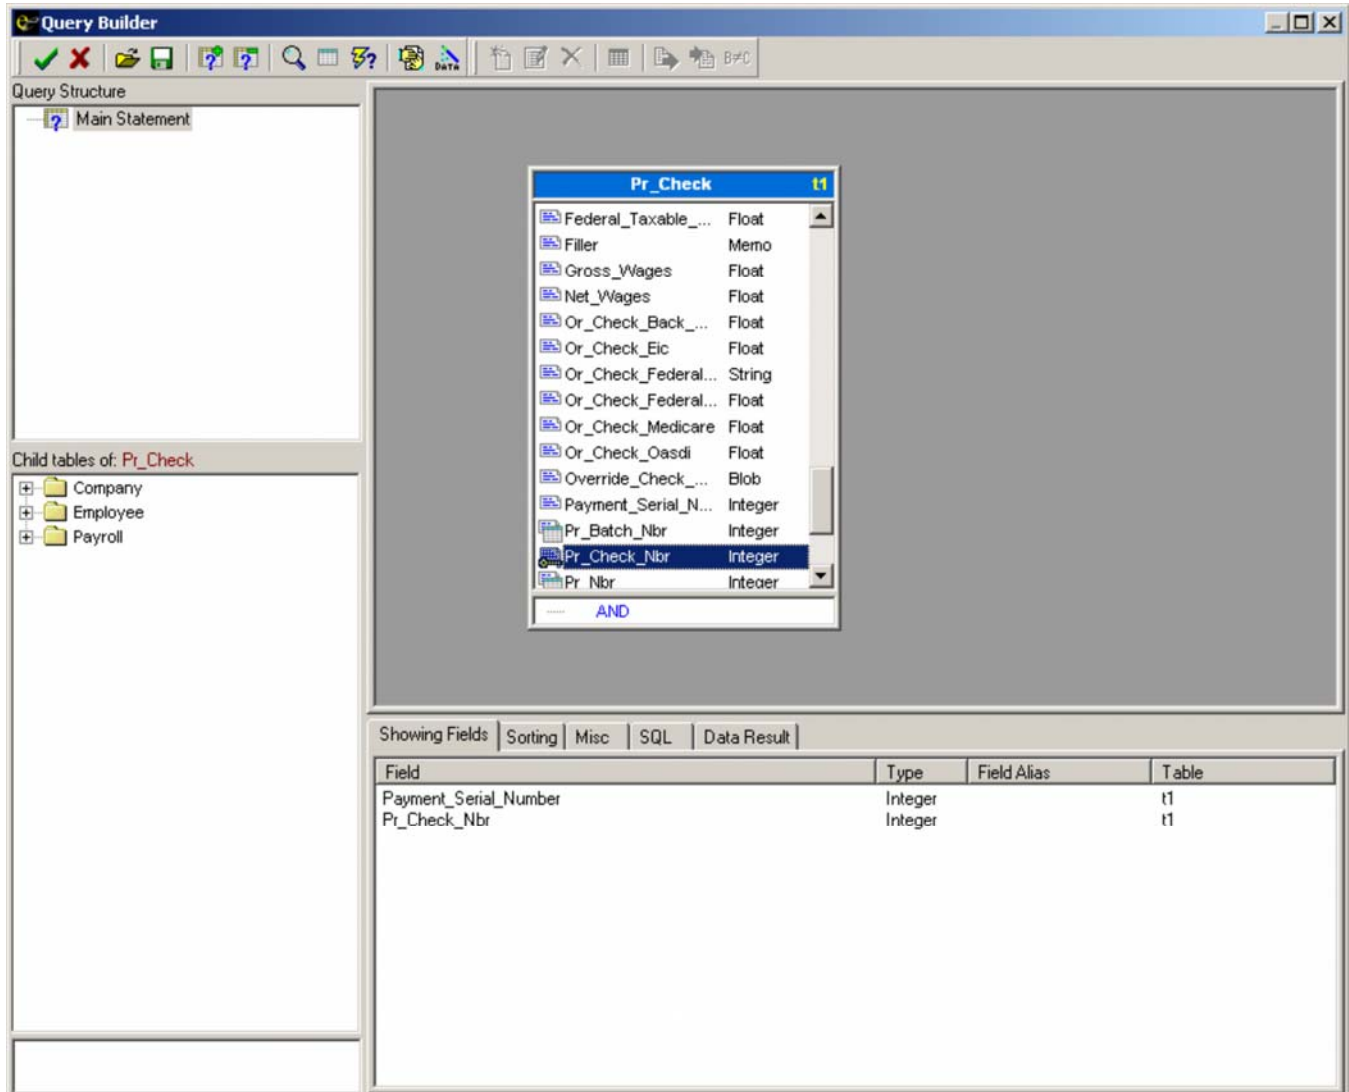 Query Builder
DATA B≠C
Query Structure
Main Statement
Pr_Check t1
Federal_Taxable_... Float
Filler Memo
Gross_Wages Float
Net_Wages Float
Or_Check_Back_... Float
Or_Check_Eic Float
Or_Check_Federal... String
Or_Check_Federal... Float
Or_Check_Medicare Float
Or_Check_Oasdi Float
Override_Check_... Blob
Payment_Serial_N... Integer
Pr_Batch_Nbr Integer
Pr_Check_Nbr Integer
Pr_Nbr Integer
AND
Child tables of: Pr_Check
Company
Employee
Payroll
Showing Fields Sorting Misc SQL Data Result
Field Type Field Alias Table
Payment_Serial_Number Integer t1
Pr_Check_Nbr Integer t1